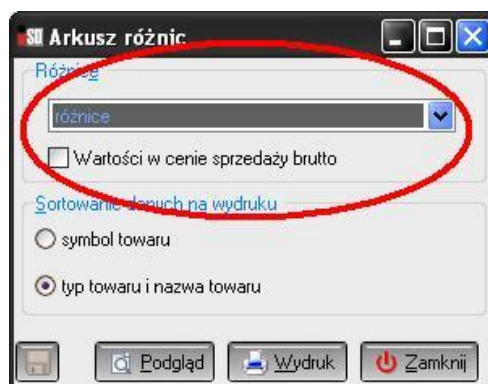 SD Arkusz różnic
Różnice
różnice
Wartości w cenie sprzedaży brutto
Sortowanie danych na wydruku
symbol towaru
typ towaru i nazwa towaru
Podgląd Wydruk Zamknij